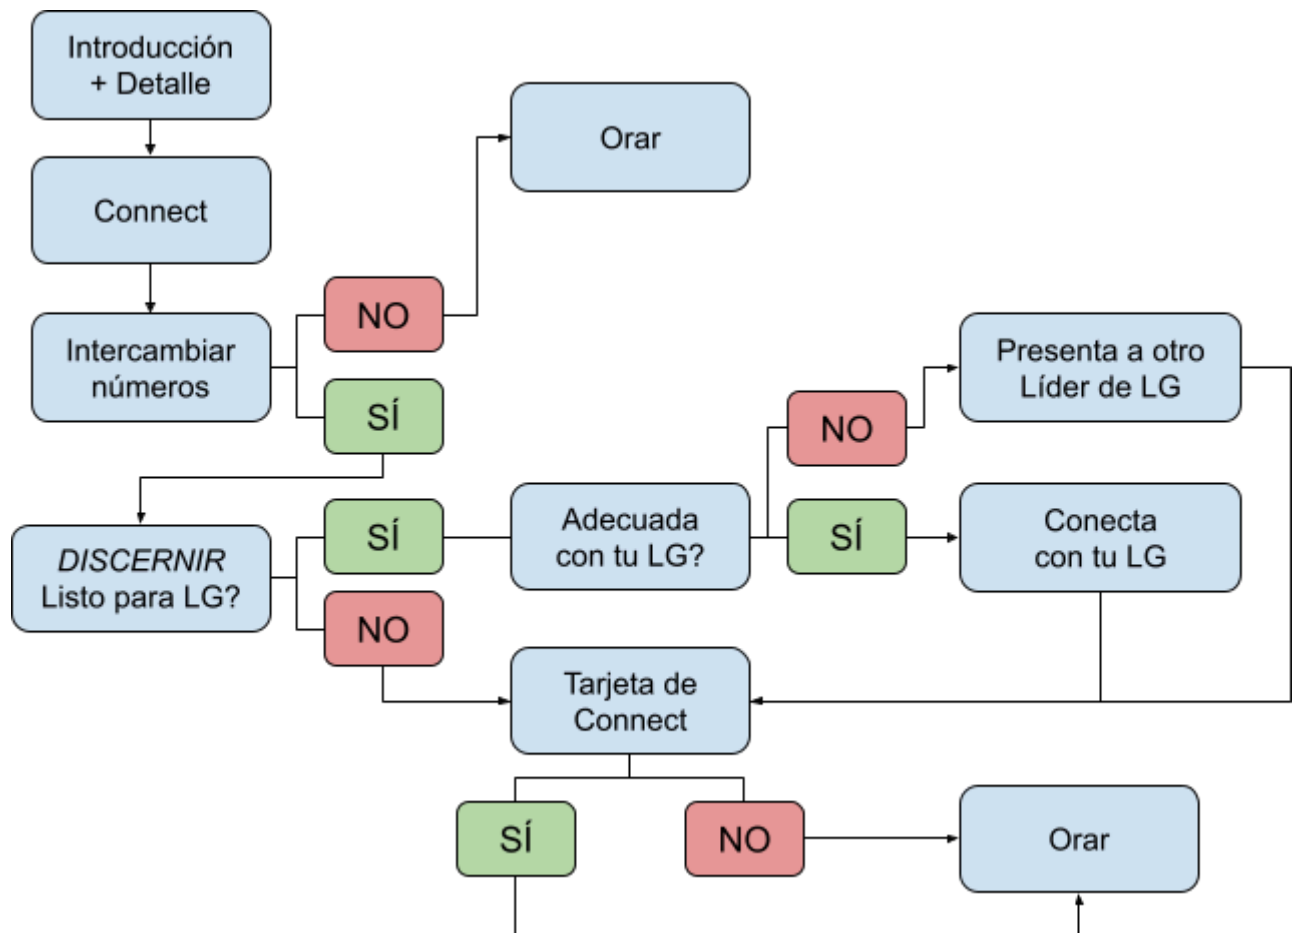 Introducción
+ Detalle
Connect
Orar
Intercambiar
números
NO
SÍ
DISCERNIR
Listo para LG?
SÍ
NO
Adecuada
con tu LG?
NO
SÍ
Presenta a otro
Líder de LG
Conecta
con tu LG
Tarjeta de
Connect
SÍ
NO
Orar